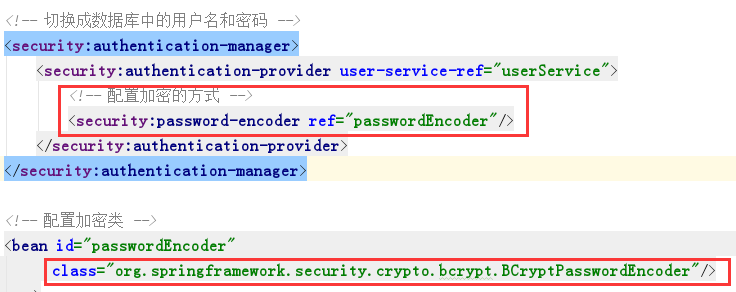 <!-- 切换成数据库中的用户名和密码 -->
<security:authentication-manager>
<security:authentication-provider user-service-ref="userService">
<!-- 配置加密的方式 -->
<security:password-encoder ref="passwordEncoder"/>
</security:authentication-provider>
</security:authentication-manager>
<!-- 配置加密类 -->
<bean id="passwordEncoder"
class="org.springframework.security.crypto.bcrypt.BCryptPasswordEncoder"/>